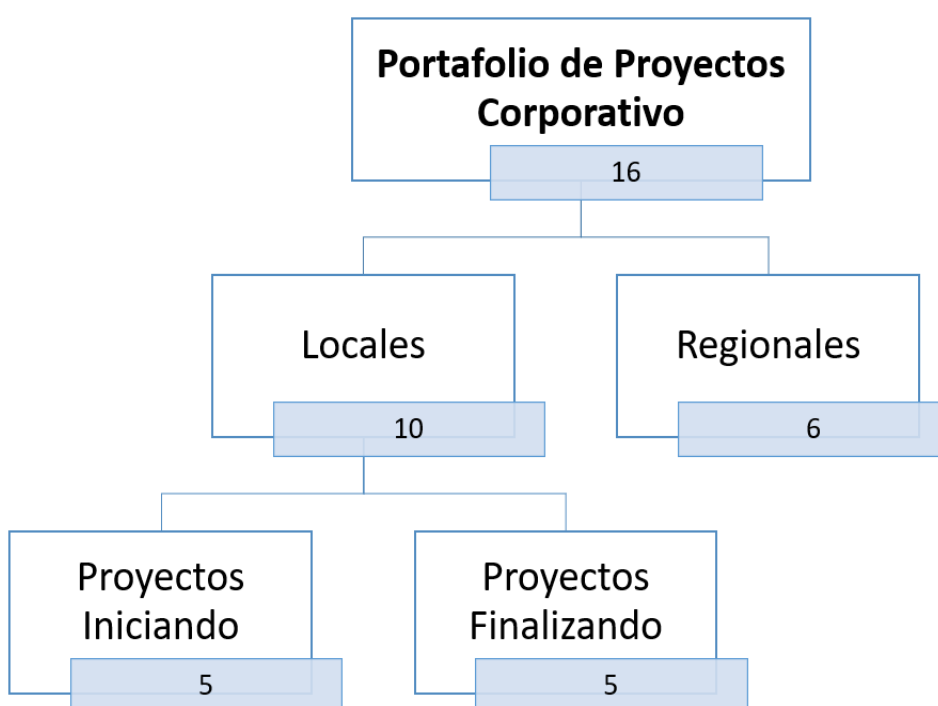 Portafolio de Proyectos
Corporativo
16
Locales
10
Regionales
6
Proyectos
Iniciando
5
Proyectos
Finalizando
5